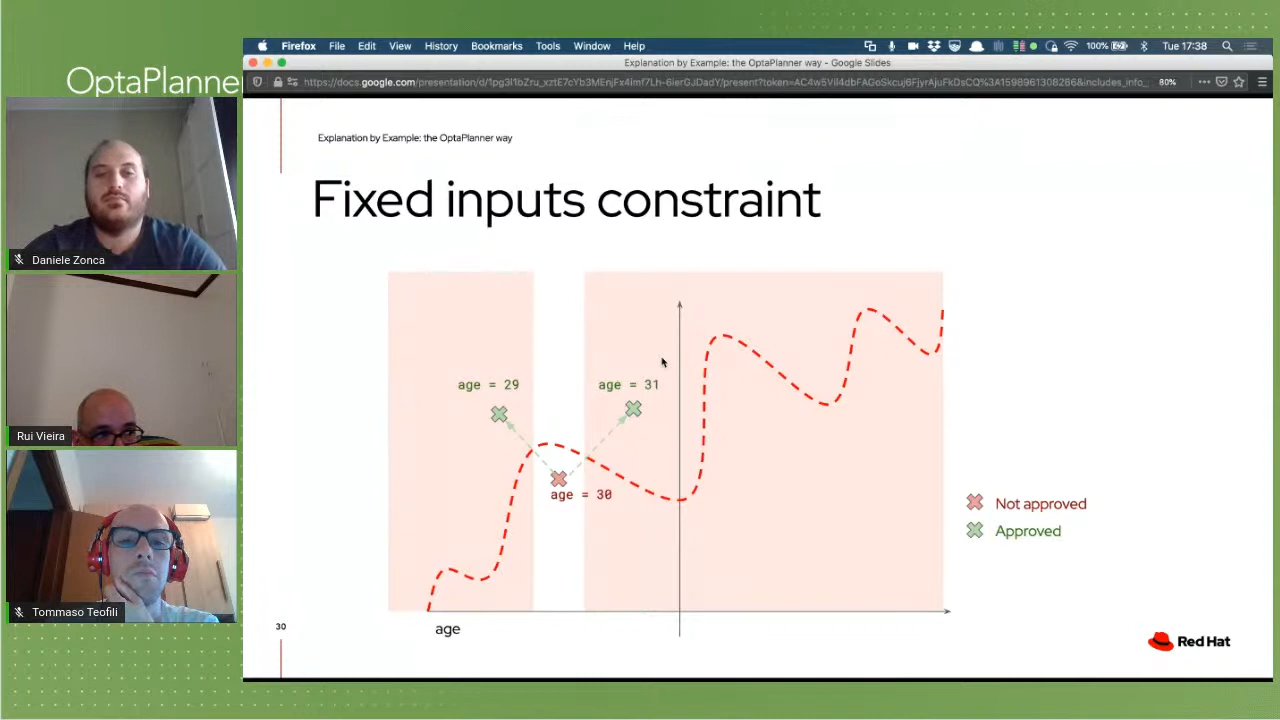 OptaPlanner
Firefox File Edit View History Bookmarks Tools Window Help
100%
Tue 17:38
Explanation by Example: the OptaPlanner way - Google Slides
80%
Explanation by Example: the OptaPlanner way
Fixed inputs constraint
age = 29
age = 31
age = 30
Not approved
Approved
age
30
Red Hat
Daniele Zonca
Rui Vieira
Tommaso Teofili